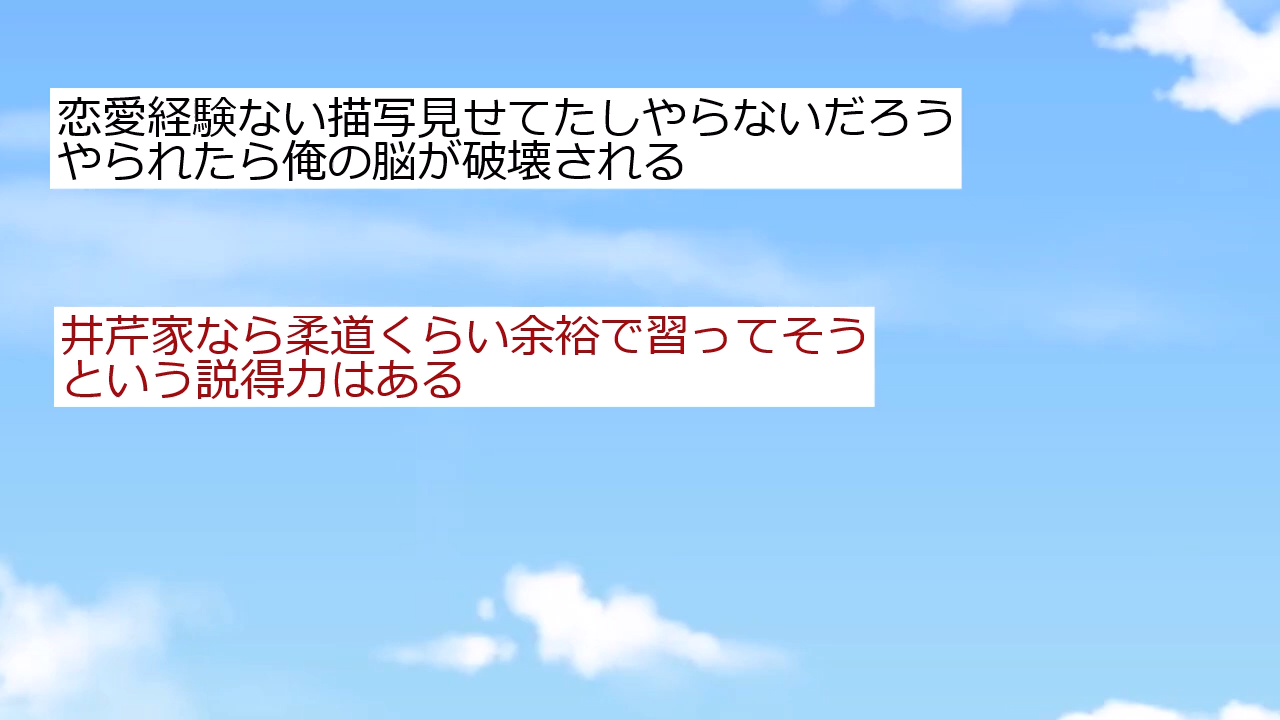 恋愛経験ない描写見せてたしやらないだろう
やられたら俺の脳が破壊される
井芹家なら柔道くらい余裕で習ってそう
という説得力はある